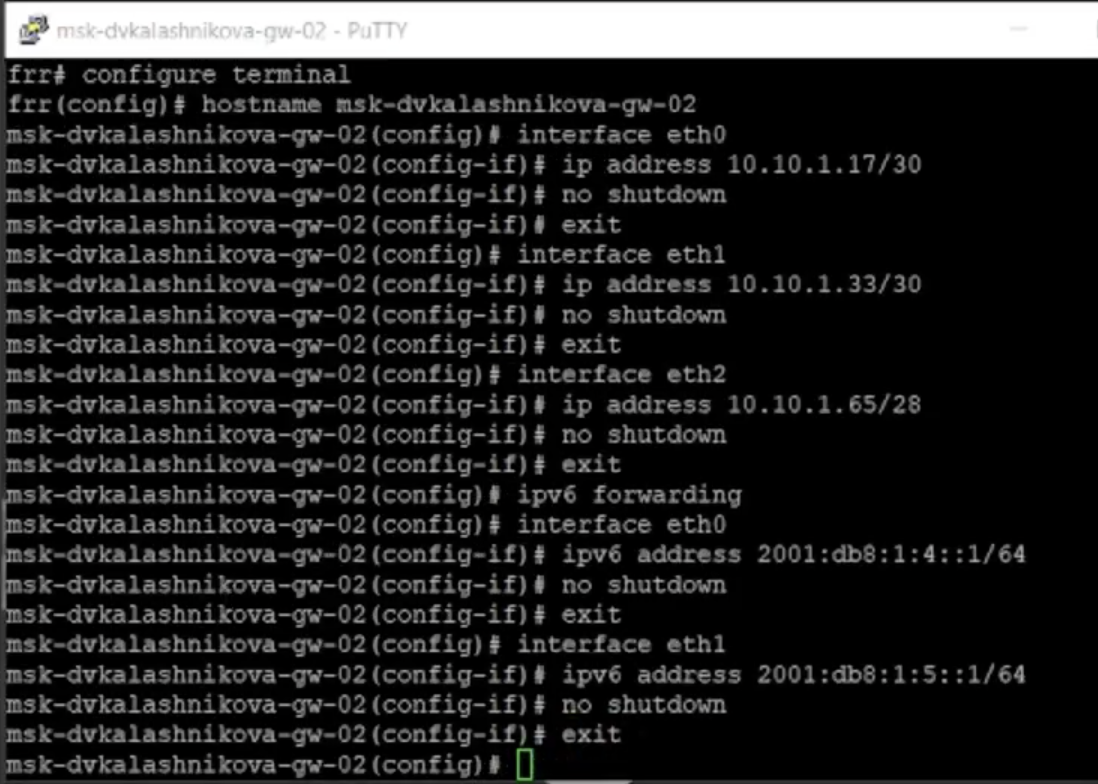 msk-dvkalashnikova-gw-02 - PuTTY
frr# configure terminal
frr(config)# hostname msk-dvkalashnikova-gw-02
msk-dvkalashnikova-gw-02(config)# interface eth0
msk-dvkalashnikova-gw-02(config-if)# ip address 10.10.1.17/30
msk-dvkalashnikova-gw-02(config-if)# no shutdown
msk-dvkalashnikova-gw-02(config-if)# exit
msk-dvkalashnikova-gw-02(config)# interface eth1
msk-dvkalashnikova-gw-02(config-if)# ip address 10.10.1.33/30
msk-dvkalashnikova-gw-02(config-if)# no shutdown
msk-dvkalashnikova-gw-02(config-if)# exit
msk-dvkalashnikova-gw-02(config)# interface eth2
msk-dvkalashnikova-gw-02(config-if)# ip address 10.10.1.65/28
msk-dvkalashnikova-gw-02(config-if)# no shutdown
msk-dvkalashnikova-gw-02(config-if)# exit
msk-dvkalashnikova-gw-02(config)# ipv6 forwarding
msk-dvkalashnikova-gw-02(config)# interface eth0
msk-dvkalashnikova-gw-02(config-if)# ipv6 address 2001:db8:1:4::1/64
msk-dvkalashnikova-gw-02(config-if)# no shutdown
msk-dvkalashnikova-gw-02(config-if)# exit
msk-dvkalashnikova-gw-02(config)# interface eth1
msk-dvkalashnikova-gw-02(config-if)# ipv6 address 2001:db8:1:5::1/64
msk-dvkalashnikova-gw-02(config-if)# no shutdown
msk-dvkalashnikova-gw-02(config-if)# exit
msk-dvkalashnikova-gw-02(config)#